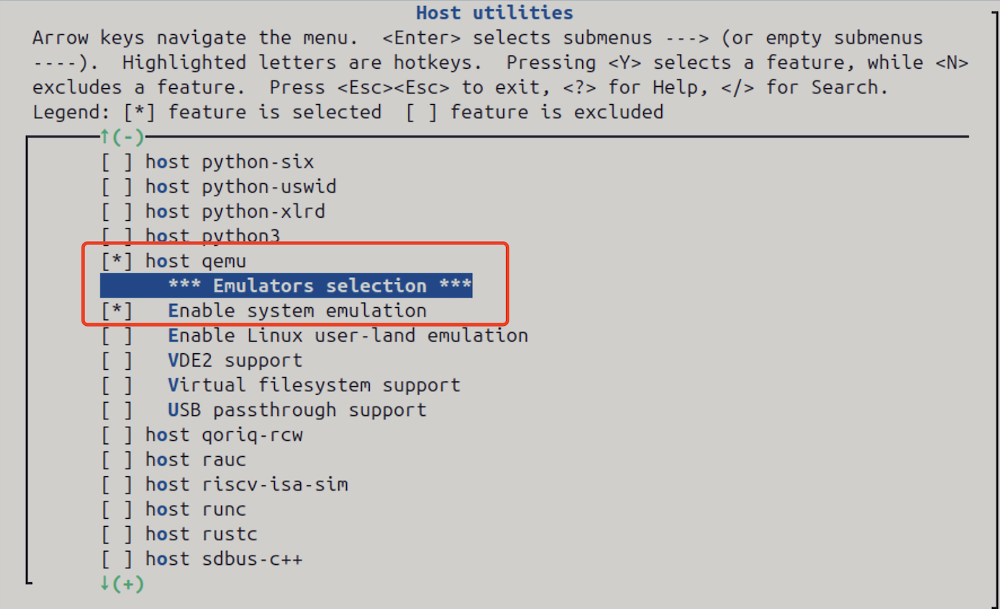 Host utilities
Arrow keys navigate the menu.  <Enter> selects submenus ---> (or empty submenus
----).  Highlighted letters are hotkeys.  Pressing <Y> selects a feature, while <N>
excludes a feature.  Press <Esc><Esc> to exit, <?> for Help, </> for Search.
Legend: [*] feature is selected  [ ] feature is excluded
↑(-)
[ ] host python-six
[ ] host python-uswid
[ ] host python-xlrd
[ ] host python3
[*] host qemu
*** Emulators selection ***
[*]   Enable system emulation
[ ]   Enable Linux user-land emulation
[ ]   VDE2 support
[ ]   Virtual filesystem support
[ ]   USB passthrough support
[ ] host qoriq-rcw
[ ] host rauc
[ ] host riscv-isa-sim
[ ] host runc
[ ] host rustc
[ ] host sdbus-c++
↓(+)